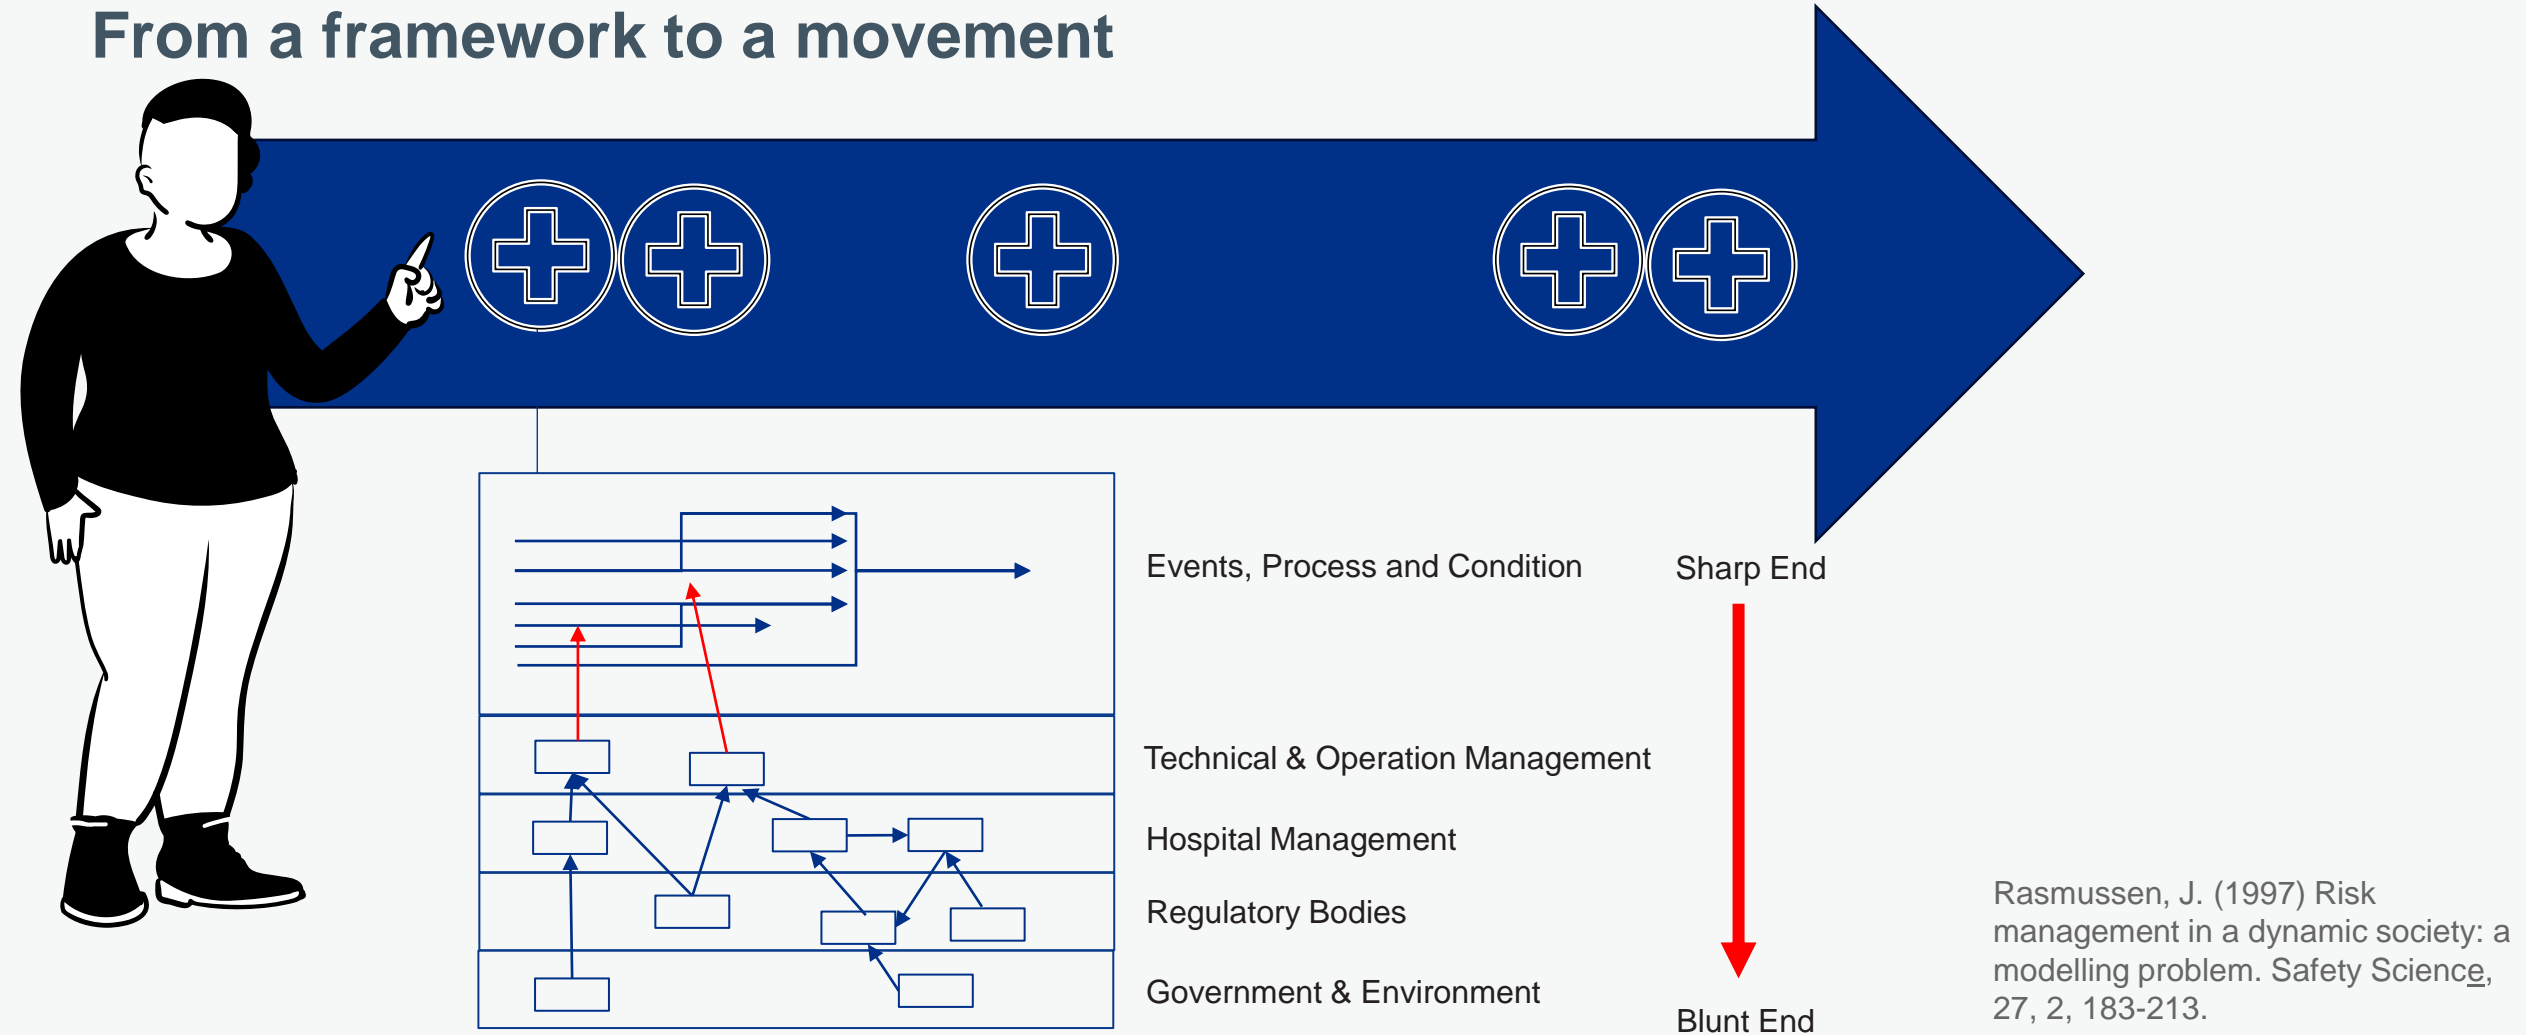 From a framework to a movement
Events, Process and Condition
Sharp End
Technical & Operation Management
Hospital Management
Regulatory Bodies
Government & Environment
Blunt End
Rasmussen, J. (1997) Risk
management in a dynamic society: a
modelling problem. Safety Science,
27, 2, 183-213.